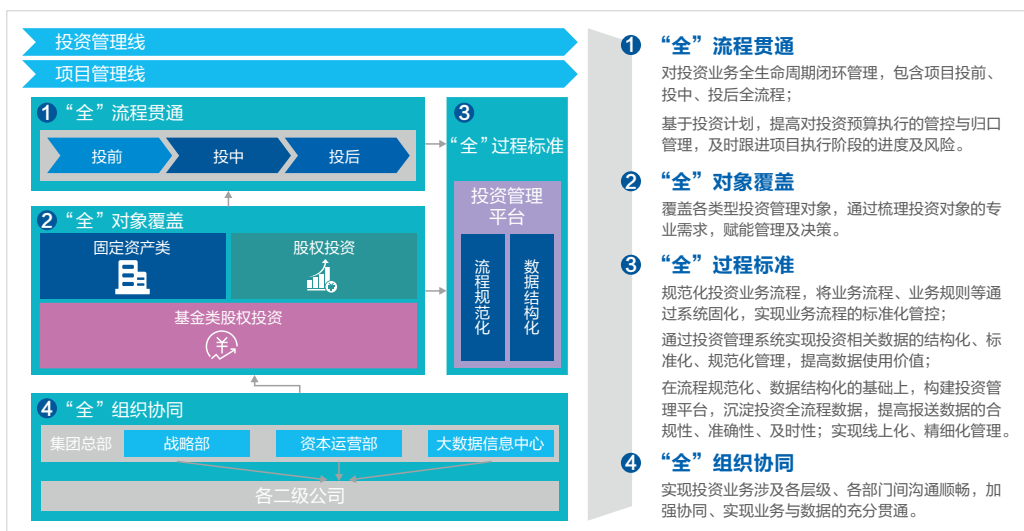 投资管理线
项目管理线
1 “全”流程贯通
投前
投中
投后
2 “全”对象覆盖
固定资产类
股权投资
基金类股权投资
¥
3
“全”过程标准
投资管理
平台
流程规范化
数据结构化
4 “全”组织协同
集团总部
战略部
资本运营部
大数据信息中心
各二级公司
1 “全”流程贯通
对投资业务全生命周期闭环管理，包含项目投前、
投中、投后全流程；
基于投资计划，提高对投资预算执行的管控与归口
管理，及时跟进项目执行阶段的进度及风险。
2 “全”对象覆盖
覆盖各类型投资管理对象，通过梳理投资对象的专
业需求，赋能管理及决策。
3 “全”过程标准
规范化投资业务流程，将业务流程、业务规则等通
过系统固化，实现业务流程的标准化管控；
通过投资管理系统实现投资相关数据的结构化、标
准化、规范化管理，提高数据使用价值；
在流程规范化、数据结构化的基础上，构建投资管
理平台，沉淀投资全流程数据，提高报送数据的合
规性、准确性、及时性；实现线上化、精细化管理。
4 “全”组织协同
实现投资业务涉及各层级、各部门间沟通顺畅，加
强协同、实现业务与数据的充分贯通。